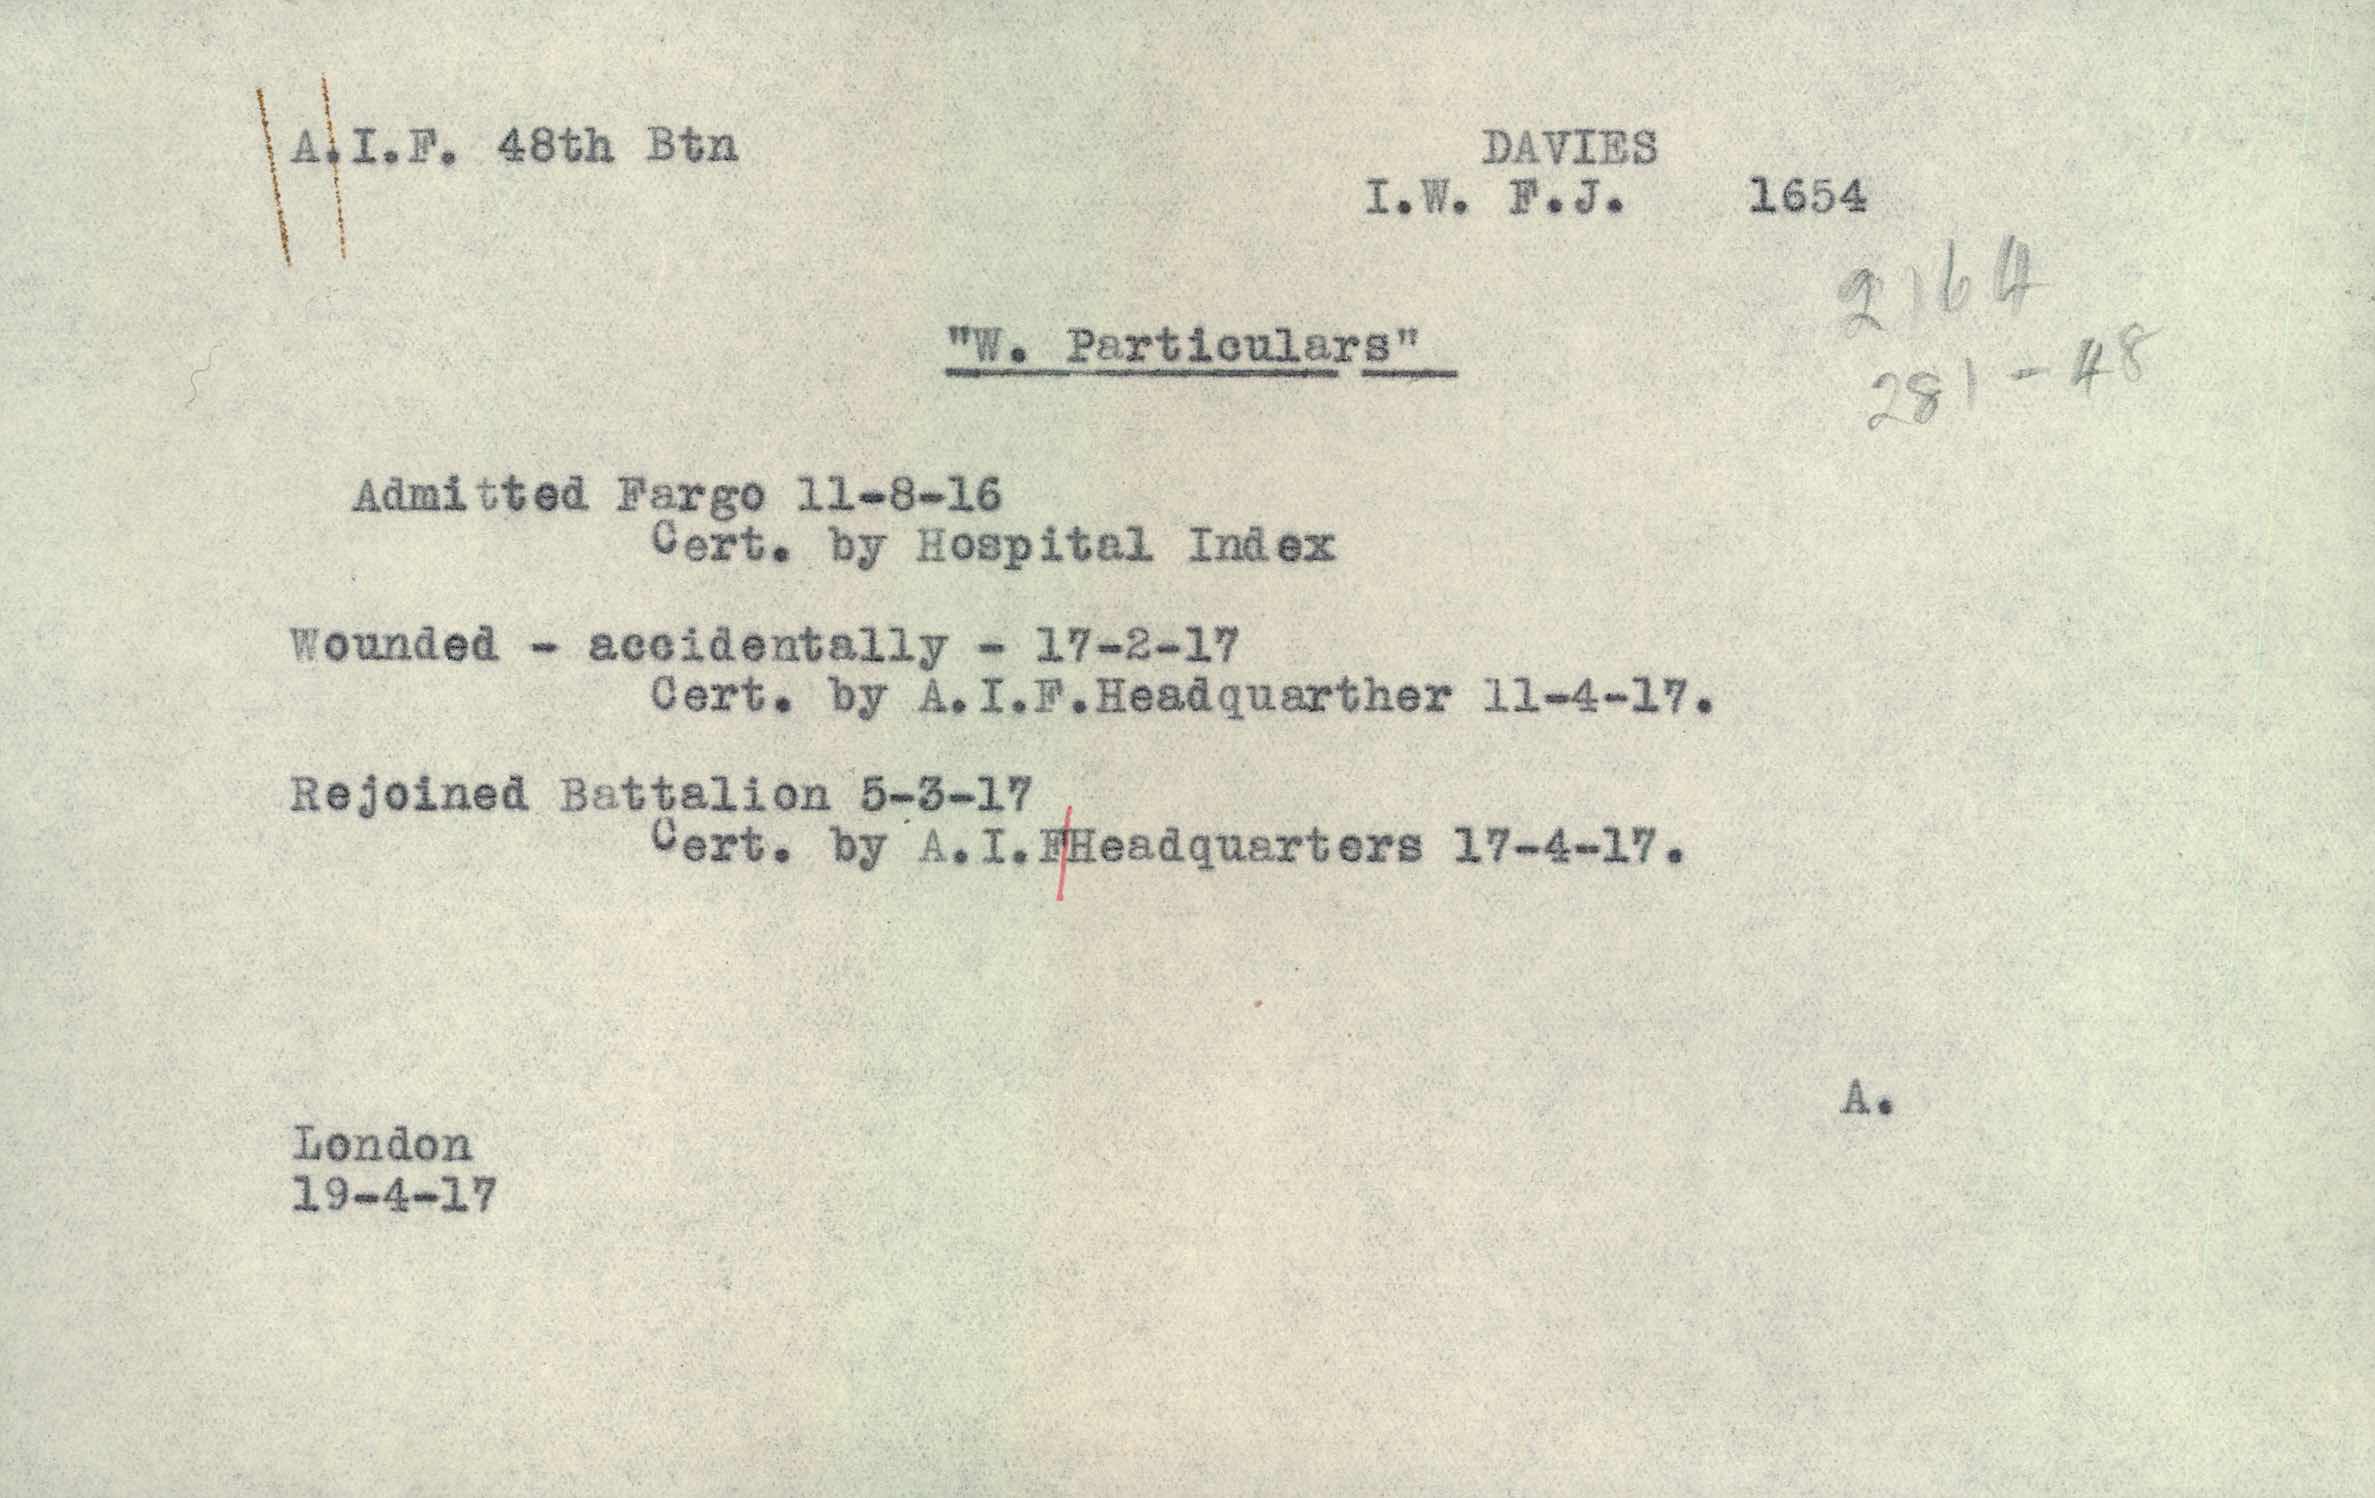 A.I.F. 48th Btn
DAVIES
I.W. F.J. 1654
2164
281-48
"W. Particulars"
Admitted Fargo 11-8-16
Cert. by Hospital Index
Wounded - accidentally - 17-2-17
Cert. by A.I.F.Headquarther 11-4-17.
Rejoined Battalion 5-3-17
Cert. by A.I.F/Headquarters 17-4-17.
A.
London
19-4-17